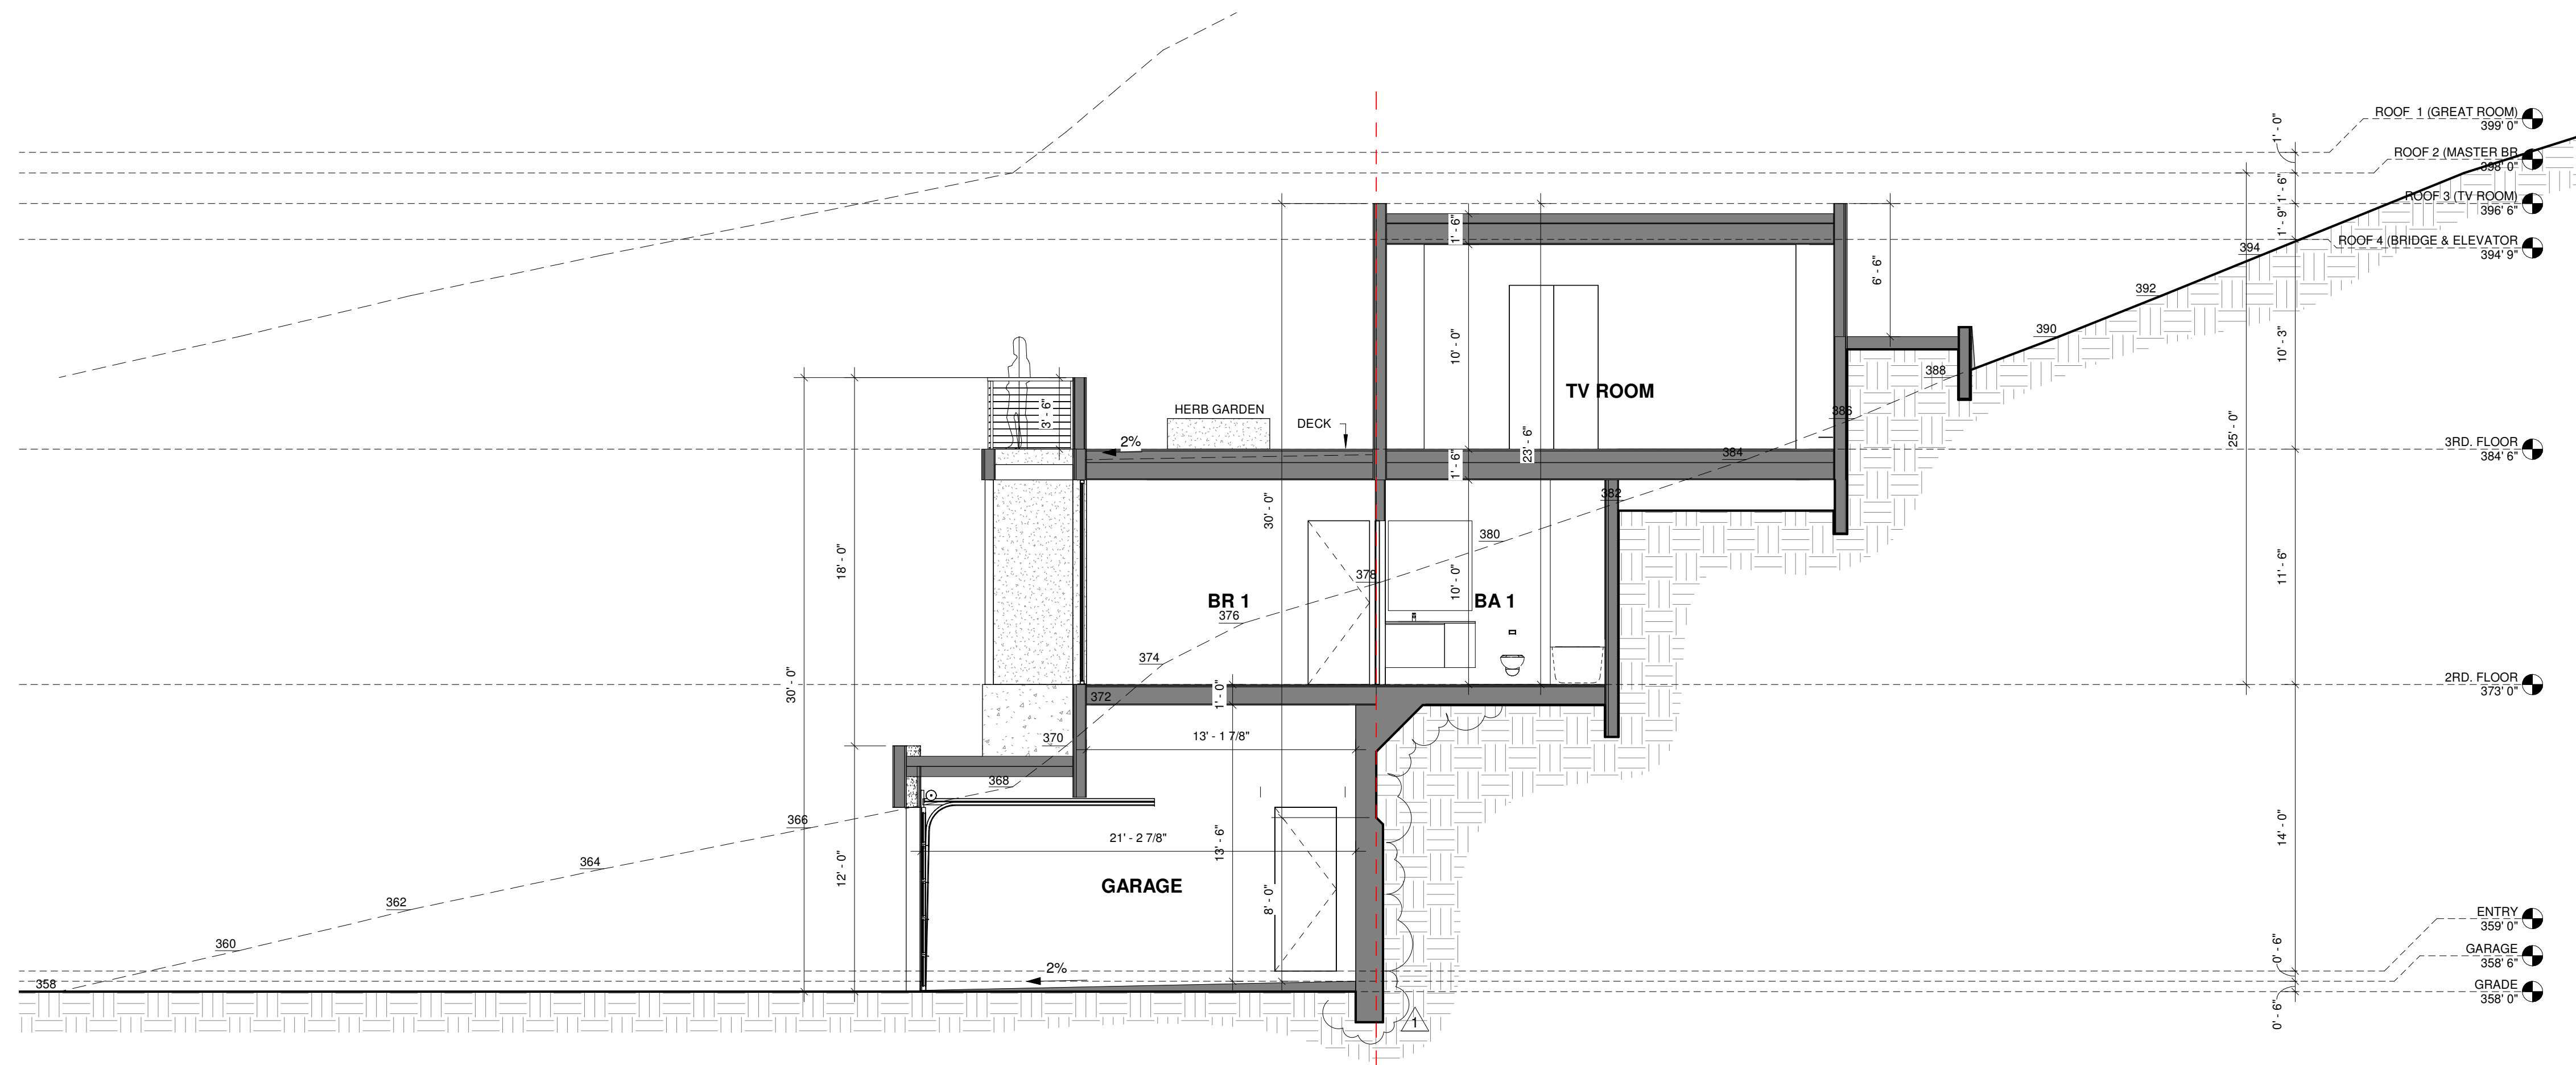 ROOF  1 (GREAT ROOM)
399' 0"
1' - 0"
ROOF 2 (MASTER BR
398' 0"
1' - 6"
ROOF 3 (TV ROOM)
396' 6"
1' - 9"
ROOF 4 (BRIDGE & ELEVATOR
394' 9"
394
392
390
388
386
384
382
380
378
376
374
372
370
368
366
364
362
360
358
1' - 6"
6' - 6"
10' - 0"
10' - 3"
TV ROOM
3' - 6"
HERB GARDEN
DECK
2%
23' - 6"
25' - 0"
1' - 6"
3RD. FLOOR
384' 6"
30' - 0"
18' - 0"
10' - 0"
11' - 6"
BR 1
BA 1
30' - 0"
1' - 0"
2RD. FLOOR
373' 0"
13' - 1 7/8"
21' - 2 7/8"
13' - 6"
12' - 0"
8' - 0"
14' - 0"
GARAGE
2%
ENTRY
359' 0"
0' - 6"
GARAGE
358' 6"
GRADE
358' 0"
0' - 6"
1